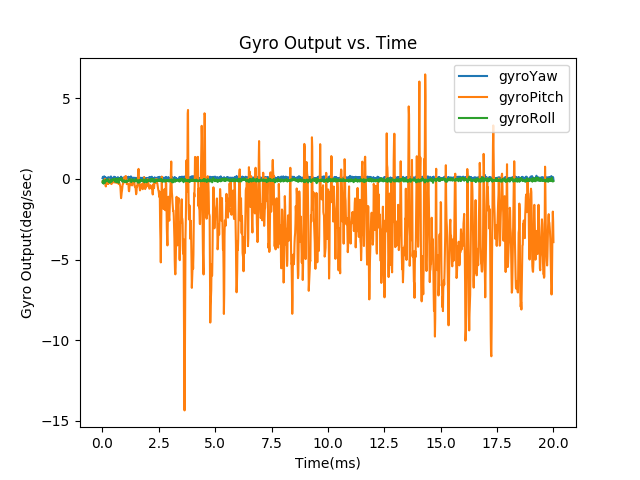 Gyro Output vs. Time
gyroYaw
gyroPitch
gyroRoll
5
0
−5
−10
−15
Gyro Output(deg/sec)
0.0 2.5 5.0 7.5 10.0 12.5 15.0 17.5 20.0
Time(ms)